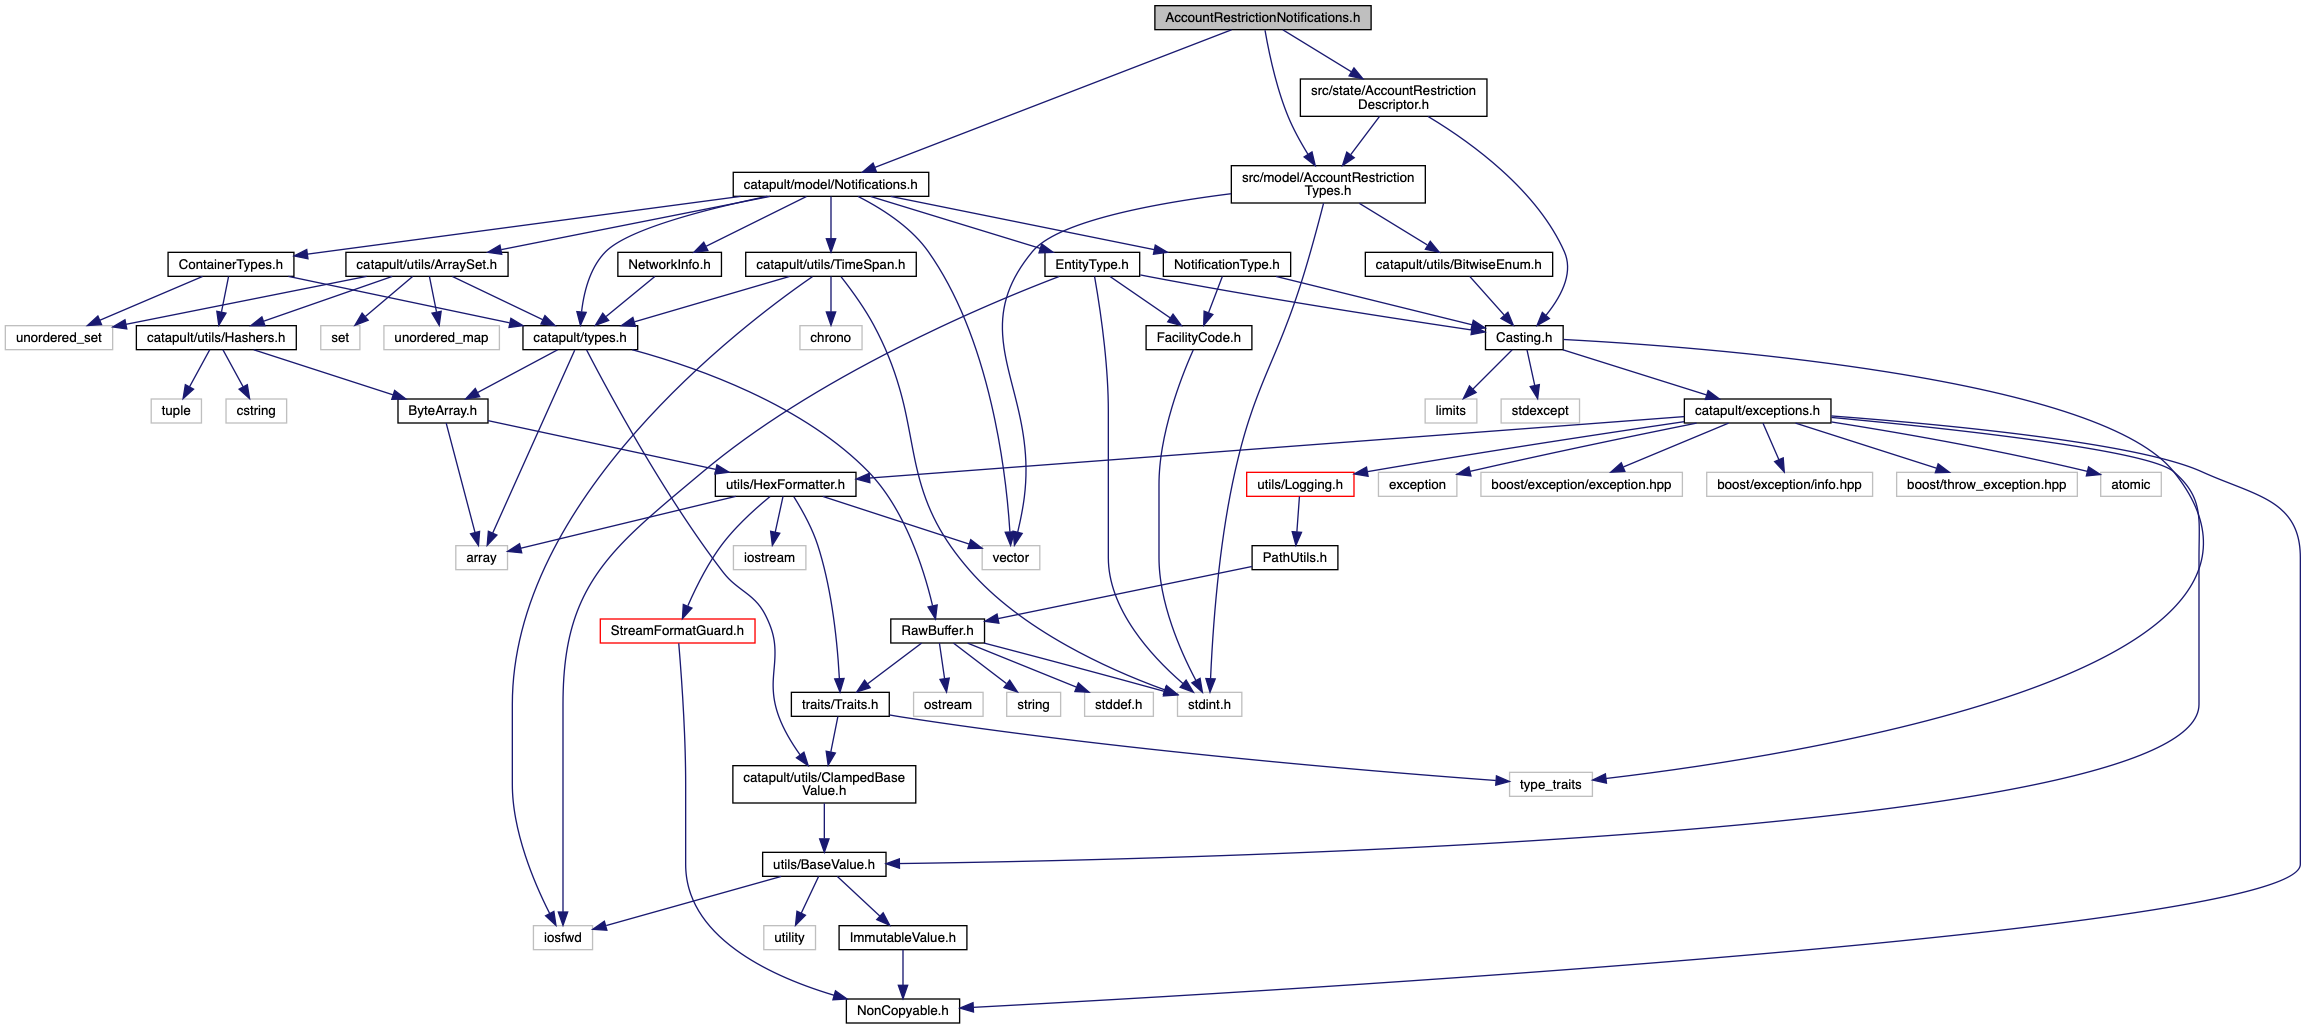 AccountRestrictionNotifications.h
src/state/AccountRestriction
Descriptor.h
catapult/model/Notifications.h
src/model/AccountRestriction
Types.h
ContainerTypes.h
catapult/utils/ArraySet.h
NetworkInfo.h
catapult/utils/TimeSpan.h
EntityType.h
NotificationType.h
catapult/utils/BitwiseEnum.h
unordered_set
catapult/utils/Hashers.h
set
unordered_map
catapult/types.h
chrono
FacilityCode.h
Casting.h
tuple
cstring
ByteArray.h
limits
stdexcept
catapult/exceptions.h
utils/HexFormatter.h
utils/Logging.h
exception
boost/exception/exception.hpp
boost/exception/info.hpp
boost/throw_exception.hpp
atomic
array
iostream
vector
PathUtils.h
StreamFormatGuard.h
RawBuffer.h
traits/Traits.h
ostream
string
stddef.h
stdint.h
catapult/utils/ClampedBase
Value.h
type_traits
utils/BaseValue.h
iosfwd
utility
ImmutableValue.h
NonCopyable.h